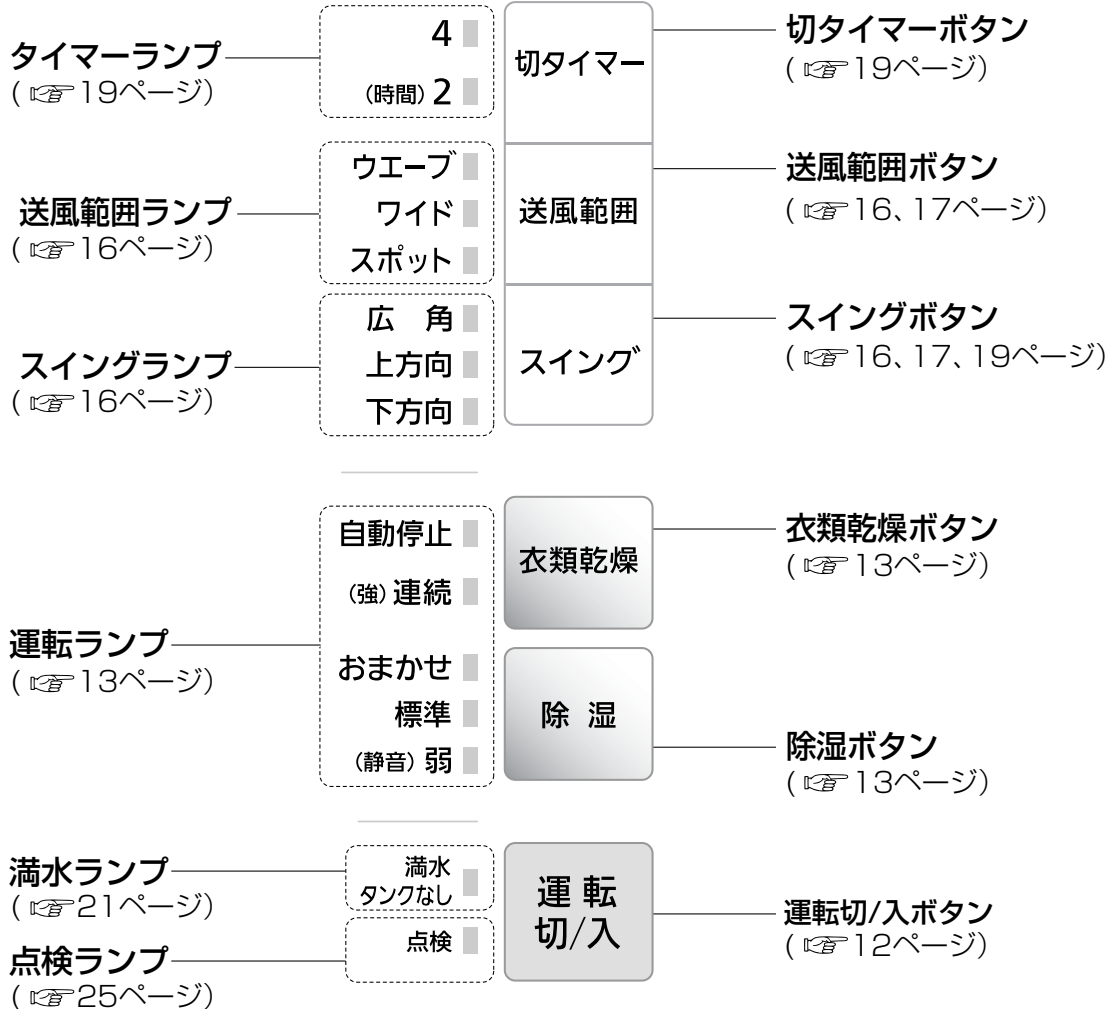 タイマーランプ
(☞19ページ)
4
(時間) 2
切タイマー
切タイマーボタン
(☞19ページ)
送風範囲ランプ
(☞16ページ)
ウエーブ
ワイド
スポット
送風範囲
送風範囲ボタン
(☞16、17ページ)
スイングランプ
(☞16ページ)
広 角
上方向
下方向
スイング
スイングボタン
(☞16、17、19ページ)
運転ランプ
(☞13ページ)
自動停止
(強) 連続
おまかせ
標準
(静音) 弱
衣類乾燥
衣類乾燥ボタン
(☞13ページ)
除 湿
除湿ボタン
(☞13ページ)
満水ランプ
(☞21ページ)
満水
タンクなし
点検ランプ
(☞25ページ)
点検
運 転
切/入
運転切/入ボタン
(☞12ページ)